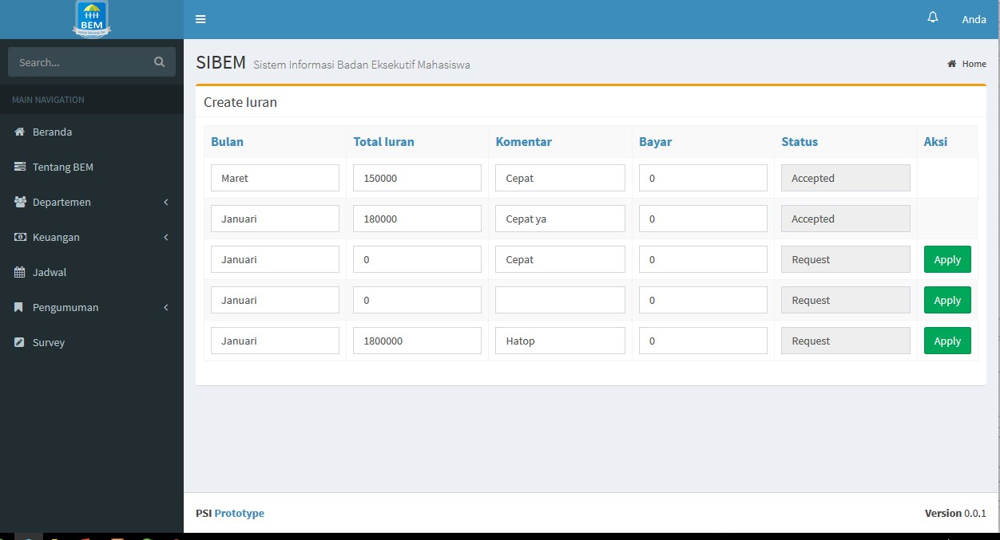 BEM
Anda
Search...
SIBEM Sistem Informasi Badan Eksekutif Mahasiswa
Home
MAIN NAVIGATION
Beranda
Tentang BEM
Departemen
Keuangan
Jadwal
Pengumuman
Survey
Create Iuran
Bulan Total Iuran Komentar Bayar Status Aksi
Maret 150000 Cepat 0 Accepted
Januari 180000 Cepat ya 0 Accepted
Januari 0 Cepat 0 Request Apply
Januari 0 0 Request Apply
Januari 1800000 Hatop 0 Request Apply
PSI Prototype
Version 0.0.1